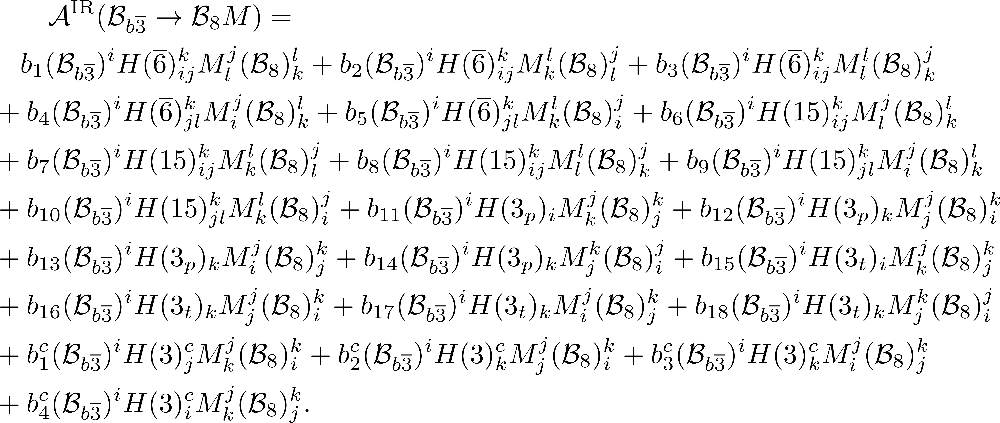 \mathcal{A}^{\rm IR}(\mathcal{B}_{b\overline{3}} \to \mathcal{B}_8 M) =
b_1(\mathcal{B}_{b\overline{3}})^i H(\overline{6})^k_{ij} M^j_l (\mathcal{B}_8)^l_k + b_2(\mathcal{B}_{b\overline{3}})^i H(\overline{6})^k_{ij} M^l_k (\mathcal{B}_8)^j_l + b_3(\mathcal{B}_{b\overline{3}})^i H(\overline{6})^k_{ij} M^l_l (\mathcal{B}_8)^j_k
+ b_4(\mathcal{B}_{b\overline{3}})^i H(\overline{6})^k_{jl} M^j_i (\mathcal{B}_8)^l_k + b_5(\mathcal{B}_{b\overline{3}})^i H(\overline{6})^k_{jl} M^l_k (\mathcal{B}_8)^j_i + b_6(\mathcal{B}_{b\overline{3}})^i H(15)^k_{ij} M^j_l (\mathcal{B}_8)^l_k
+ b_7(\mathcal{B}_{b\overline{3}})^i H(15)^k_{ij} M^l_k (\mathcal{B}_8)^j_l + b_8(\mathcal{B}_{b\overline{3}})^i H(15)^k_{ij} M^l_l (\mathcal{B}_8)^j_k + b_9(\mathcal{B}_{b\overline{3}})^i H(15)^k_{jl} M^j_i (\mathcal{B}_8)^l_k
+ b_{10}(\mathcal{B}_{b\overline{3}})^i H(15)^k_{jl} M^l_k (\mathcal{B}_8)^j_i + b_{11}(\mathcal{B}_{b\overline{3}})^i H(3_p)_i M^j_k (\mathcal{B}_8)^k_j + b_{12}(\mathcal{B}_{b\overline{3}})^i H(3_p)_k M^j_j (\mathcal{B}_8)^k_i
+ b_{13}(\mathcal{B}_{b\overline{3}})^i H(3_p)_k M^j_i (\mathcal{B}_8)^k_j + b_{14}(\mathcal{B}_{b\overline{3}})^i H(3_p)_k M^k_j (\mathcal{B}_8)^j_i + b_{15}(\mathcal{B}_{b\overline{3}})^i H(3_t)_i M^j_k (\mathcal{B}_8)^k_j
+ b_{16}(\mathcal{B}_{b\overline{3}})^i H(3_t)_k M^j_j (\mathcal{B}_8)^k_i + b_{17}(\mathcal{B}_{b\overline{3}})^i H(3_t)_k M^j_i (\mathcal{B}_8)^k_j + b_{18}(\mathcal{B}_{b\overline{3}})^i H(3_t)_k M^k_j (\mathcal{B}_8)^j_i
+ b^c_1(\mathcal{B}_{b\overline{3}})^i H(3)^c_j M^j_k (\mathcal{B}_8)^k_i + b^c_2(\mathcal{B}_{b\overline{3}})^i H(3)^c_k M^j_j (\mathcal{B}_8)^k_i + b^c_3(\mathcal{B}_{b\overline{3}})^i H(3)^c_k M^j_i (\mathcal{B}_8)^k_j
+ b^c_4(\mathcal{B}_{b\overline{3}})^i H(3)^c_i M^j_k (\mathcal{B}_8)^k_j.